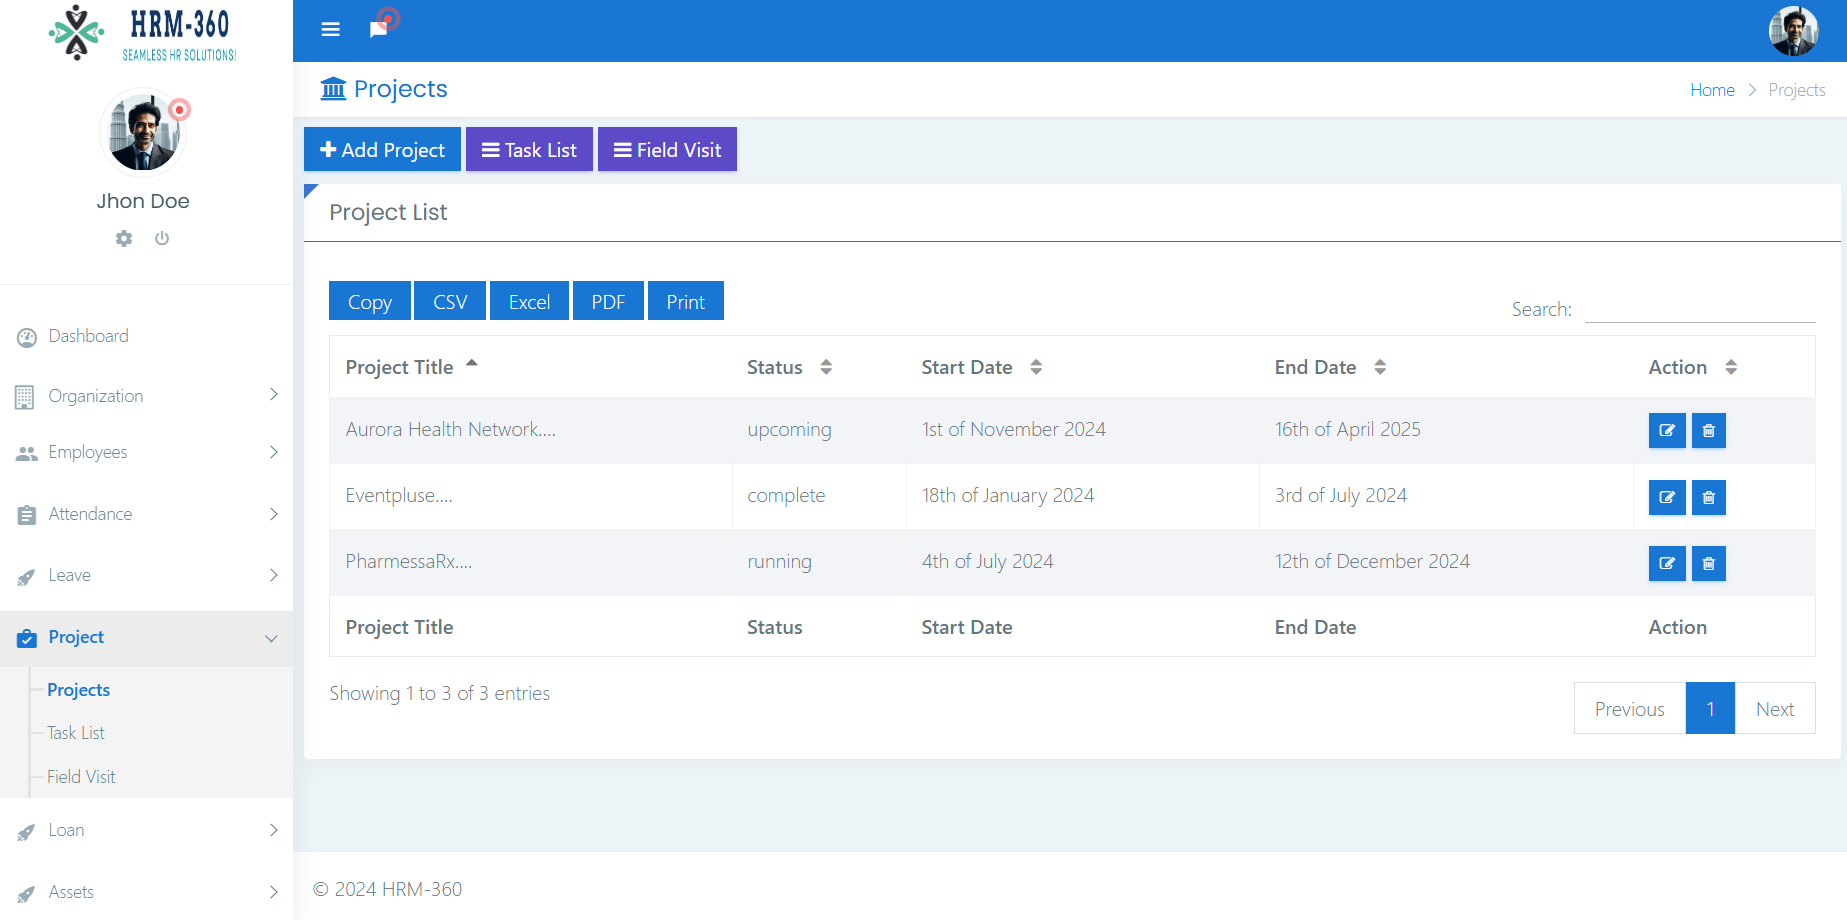 HRM-360
SEAMLESS HR SOLUTIONS!
Jhon Doe
Dashboard
Organization
Employees
Attendance
Leave
Project
Projects
Task List
Field Visit
Loan
Assets
Projects
Home > Projects
Add Project Task List Field Visit
Project List
Copy CSV Excel PDF Print
Search:
Project Title Status Start Date End Date Action
Aurora Health Network.... upcoming 1st of November 2024 16th of April 2025
Eventpluse.... complete 18th of January 2024 3rd of July 2024
PharmessaRx.... running 4th of July 2024 12th of December 2024
Project Title Status Start Date End Date Action
Showing 1 to 3 of 3 entries
Previous 1 Next
© 2024 HRM-360